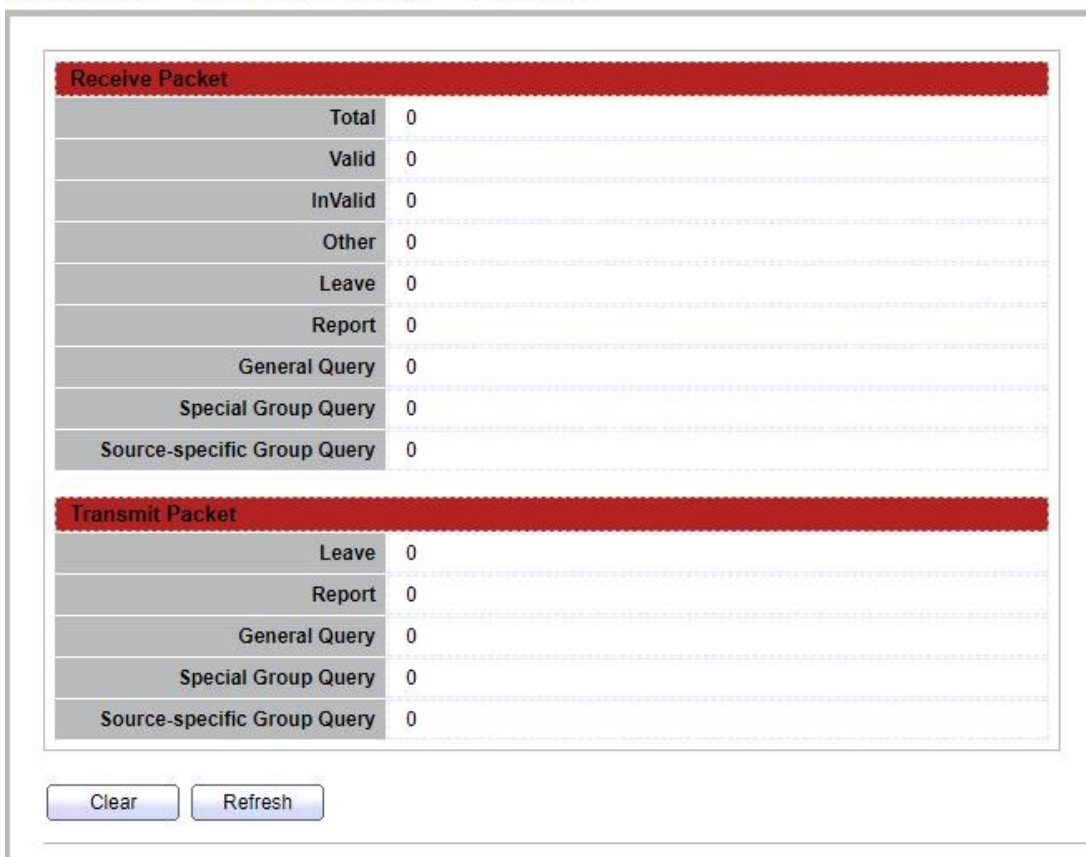 Receive Packet
Total 0
Valid 0
InValid 0
Other 0
Leave 0
Report 0
General Query 0
Special Group Query 0
Source-specific Group Query 0
Transmit Packet
Leave 0
Report 0
General Query 0
Special Group Query 0
Source-specific Group Query 0
Clear Refresh